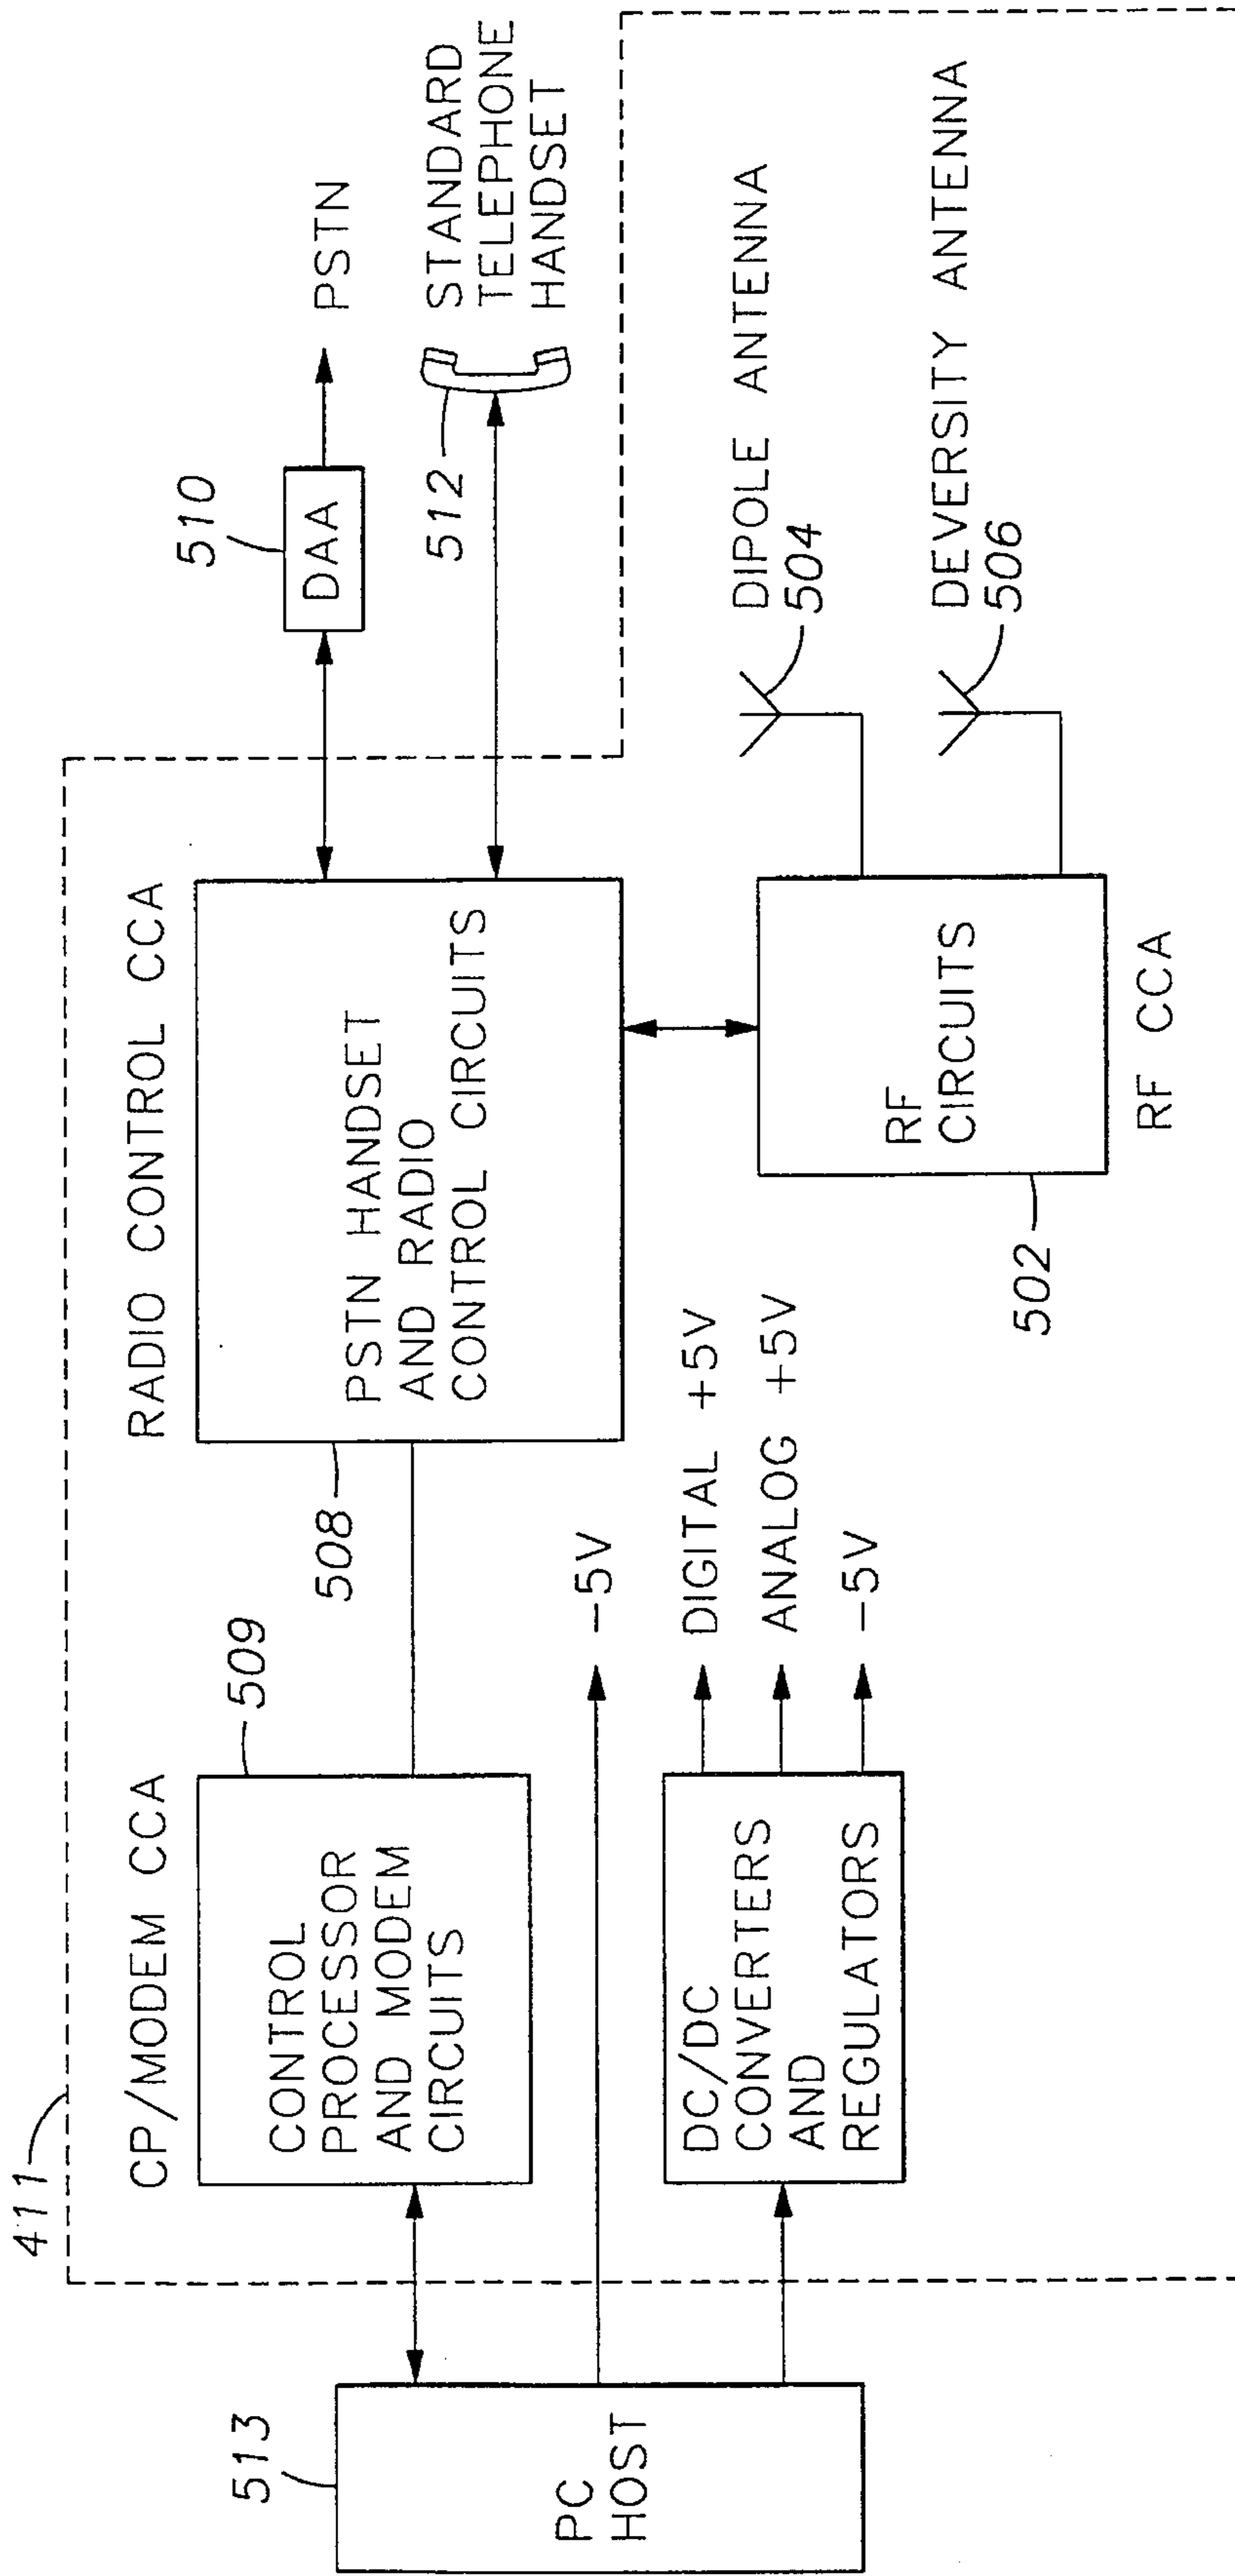 411
CP/MODEM CCA
509
CONTROL
PROCESSOR
AND MODEM
CIRCUITS
RADIO CONTROL CCA
508
PSTN HANDSET
AND RADIO
CONTROL CIRCUITS
510
DAA
PSTN
512
STANDARD
TELEPHONE
HANDSET
513
PC
HOST
-5V
DC/DC
CONVERTERS
AND
REGULATORS
DIGITAL +5V
ANALOG +5V
-5V
502
RF
CIRCUITS
RF CCA
DIPOLE ANTENNA
504
DEVERSITY ANTENNA
506